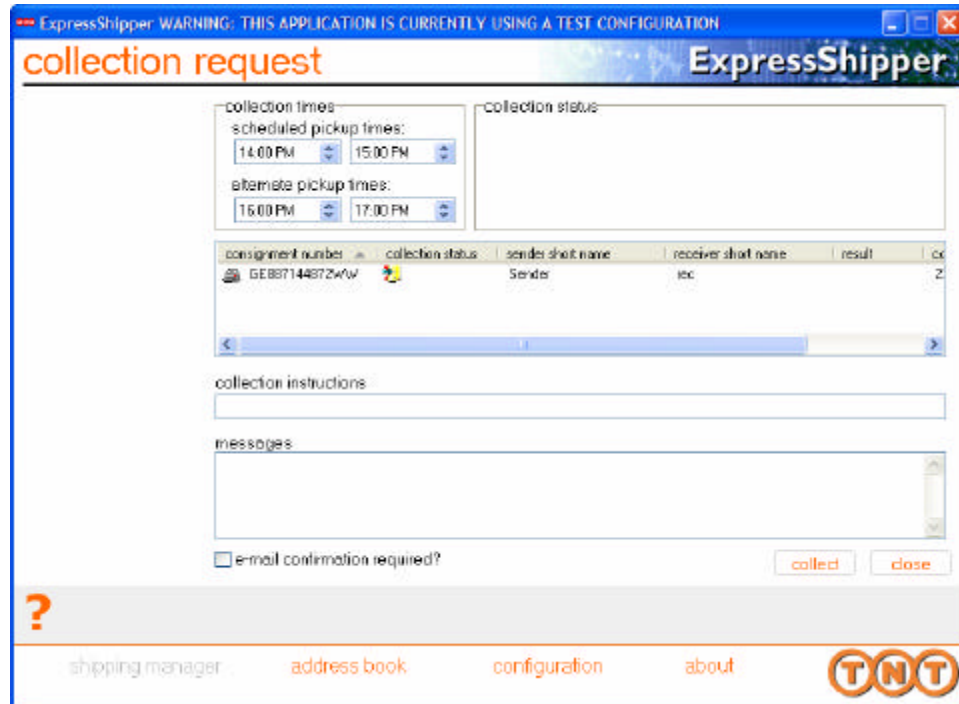 ExpressShipper WARNING: THIS APPLICATION IS CURRENTLY USING A TEST CONFIGURATION
collection request
ExpressShipper
collection times
collection status
scheduled pickup times:
14:00 PM 15:00 PM
alternate pickup times:
16:00 PM 17:00 PM
consignment number collection status sender short name receiver short name result
GE887144872WW Sender rec
collection instructions
messages
e-mail confirmation required?
collect close
?
shipping manager address book configuration about
TNT